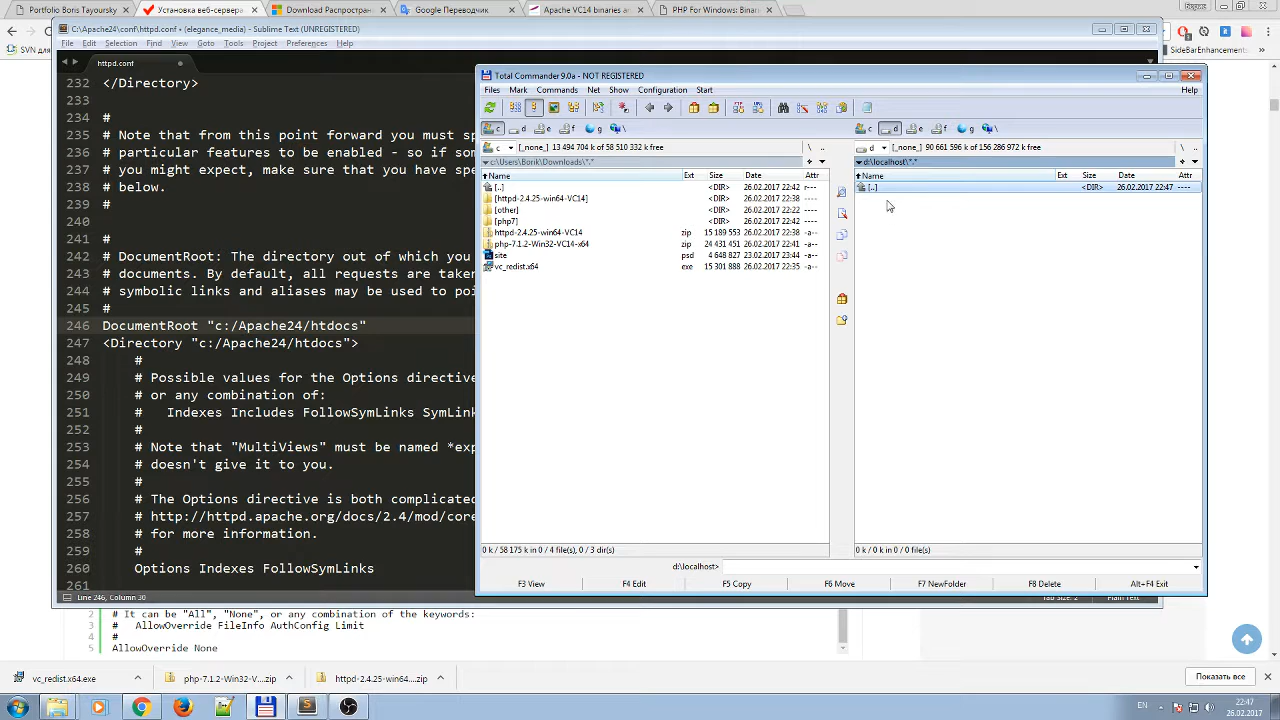 Portfolio Boris Tayoursky
Установка веб-сервера
Download Распростран
Google Переводчик
Apache VC14 binaries a
PHP For Windows: Binari
C:\Apache24\conf\httpd.conf • (elegance_media) - Sublime Text (UNREGISTERED)
SVN для
SideBarEnhancements
File Edit Selection Find View Goto Tools Project Preferences Help
httpd.conf
232 </Directory>
233
234 #
235 # Note that from this point forward you must sp
236 # particular features to be enabled - so if som
237 # you might expect, make sure that you have spe
238 # below.
239 #
240
241 #
242 # DocumentRoot: The directory out of which you
243 # documents. By default, all requests are taken
244 # symbolic links and aliases may be used to poi
245 #
246 DocumentRoot "c:/Apache24/htdocs"
247 <Directory "c:/Apache24/htdocs">
248 #
249 # Possible values for the Options directive
250 # or any combination of:
251 # Indexes Includes FollowSymLinks SymLink
252 #
253 # Note that "MultiViews" must be named *exp
254 # doesn't give it to you.
255 #
256 # The Options directive is both complicated
257 # http://httpd.apache.org/docs/2.4/mod/core
258 # for more information.
259 #
260 Options Indexes FollowSymLinks
261
Line 246, Column 30
Tab Size: 2
Plain Text
Total Commander 9.0a - NOT REGISTERED
Files Mark Commands Net Show Configuration Start Help
c d e f g \
c d e f g \
c [_none_] 13 494 704 k of 58 510 332 k free \ ..
d [_none_] 90 661 596 k of 156 286 972 k free \ ..
c:\Borik\Downloads\*.*
d:\localhost\*.*
Name Ext Size Date Attr
[..] <DIR> 26.02.2017 22:42 r---
[httpd-2.4.25-win64-VC14] <DIR> 26.02.2017 22:38 ----
[other] <DIR> 26.02.2017 22:22 ----
[php7] <DIR> 26.02.2017 22:42 ----
httpd-2.4.25-win64-VC14 zip 15 189 553 26.02.2017 22:38 -a--
php-7.1.2-Win32-VC14-x64 zip 24 431 451 26.02.2017 22:41 -a--
site psd 4 648 827 23.02.2017 23:44 -a--
vc_redist.x64 exe 15 301 888 26.02.2017 22:35 -a--
Name Ext Size Date Attr
[..] <DIR> 26.02.2017 22:47 ----
0 k / 58 175 k in 0 / 4 file(s), 0 / 3 dir(s)
0 k / 0 k in 0 / 0 file(s)
d:\localhost>
F3 View F4 Edit F5 Copy F6 Move F7 NewFolder F8 Delete Alt+F4 Exit
2 # It can be "All", "None", or any combination of the keywords:
3 # AllowOverride FileInfo AuthConfig Limit
4 #
5 AllowOverride None
vc_redist.x64.exe
php-7.1.2-Win32-V....zip
httpd-2.4.25-win64....zip
Показать все
EN
22:47
26.02.2017